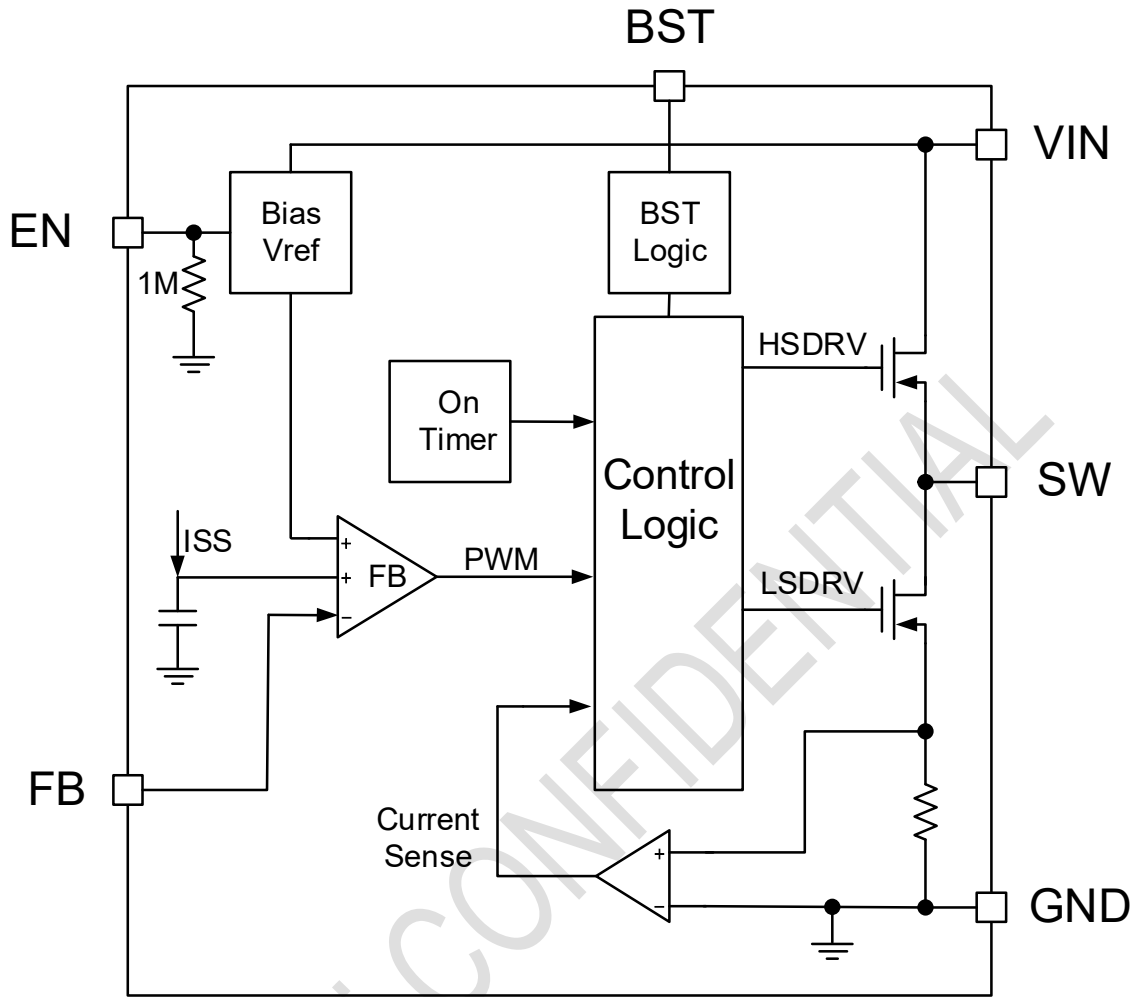 BST
VIN
EN
Bias
Vref
BST
Logic
1M
HSDRV
On
Timer
Control
Logic
SW
ISS
+
+
−
FB
PWM
LSDRV
FB
Current
Sense
+
−
GND
CONFIDENTIAL